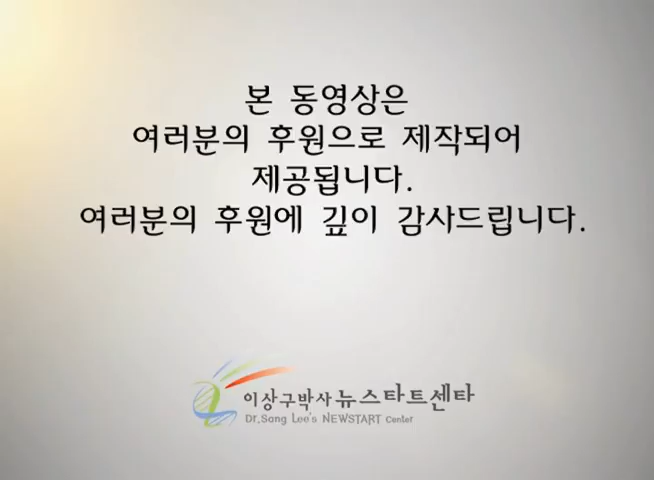 본 동영상은
여러분의 후원으로 제작되어
제공됩니다.
여러분의 후원에 깊이 감사드립니다.
이상구박사뉴스타트센타
Dr.Sang Lee's NEWSTART Center